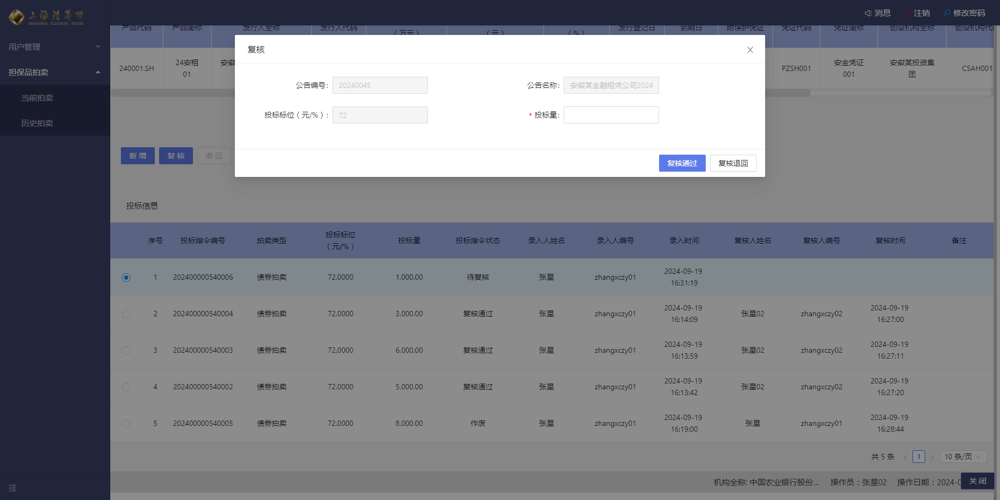 上海清算所
SHANGHAI CLEARING HOUSE
消息
注销
修改密码
用户管理
担保品拍卖
当前拍卖
历史拍卖
产品代码
产品简称
发行人全称
发行人代码
（万元）
（元）
（%）
发行登记日
到期日
附保护凭证
凭证代码
凭证简称
创设机构全称
创设机构代
240001.SH
24安租
01
安徽
PZSH001
安金凭证
001
安徽某投资集
团
CSAH001
复核
公告编号:
20240045
公告名称:
安徽某金融租凭公司2024
投标标位（元/%）:
72
* 投标量:
复核通过
复核退回
新 增
复 核
撤 回
投标信息
序号
投标指令编号
拍卖类型
投标标位
（元/%）
投标量
投标指令状态
录入人姓名
录入人编号
录入时间
复核人姓名
复核人编号
复核时间
备注
1
202400000540006
债券拍卖
72.0000
1,000.00
待复核
张星
zhangxczy01
2024-09-19
16:31:19
2
202400000540004
债券拍卖
72.0000
3,000.00
复核通过
张星
zhangxczy01
2024-09-19
16:14:09
张星02
zhangxczy02
2024-09-19
16:27:00
3
202400000540003
债券拍卖
72.0000
6,000.00
复核通过
张星
zhangxczy01
2024-09-19
16:13:59
张星02
zhangxczy02
2024-09-19
16:27:11
4
202400000540002
债券拍卖
72.0000
5,000.00
复核通过
张星
zhangxczy01
2024-09-19
16:13:42
张星02
zhangxczy02
2024-09-19
16:27:20
5
202400000540005
债券拍卖
72.0000
8,000.00
作废
张星
zhangxczy01
2024-09-19
16:19:00
张星
zhangxczy01
2024-09-19
16:28:44
共 5 条
1
10 条/页
机构全称: 中国农业银行股份...
操作员：张星02
操作日期：2024-0
关 闭